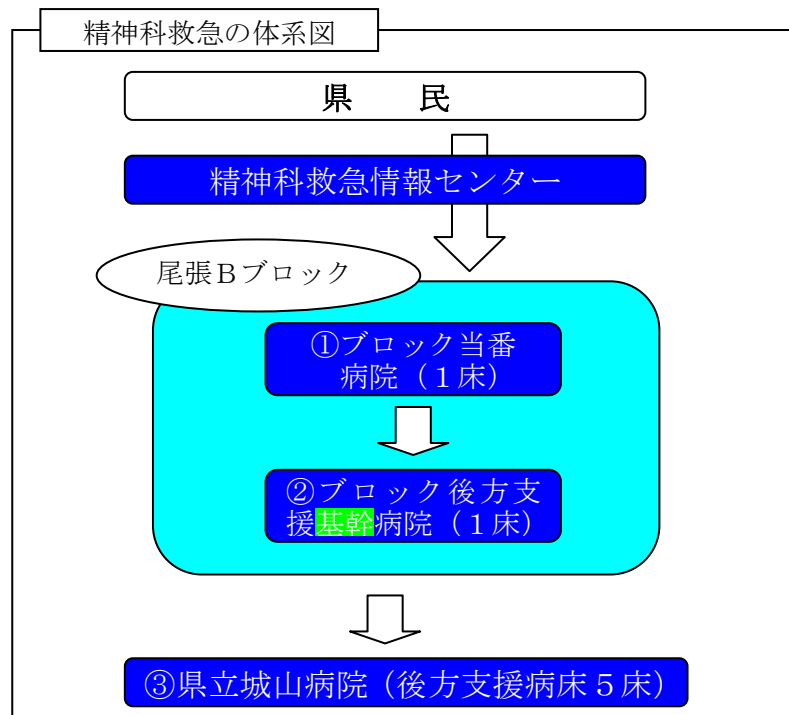 精神科救急の体系図
県　　民
精神科救急情報センター
尾張Ｂブロック
①ブロック当番
病院（１床）
②ブロック後方支
援基幹病院（１床）
③県立城山病院（後方支援病床５床）